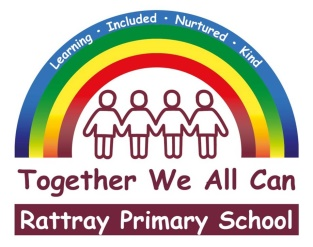 Learning • Included • Nurtured • Kind
Together We All Can
Rattray Primary School